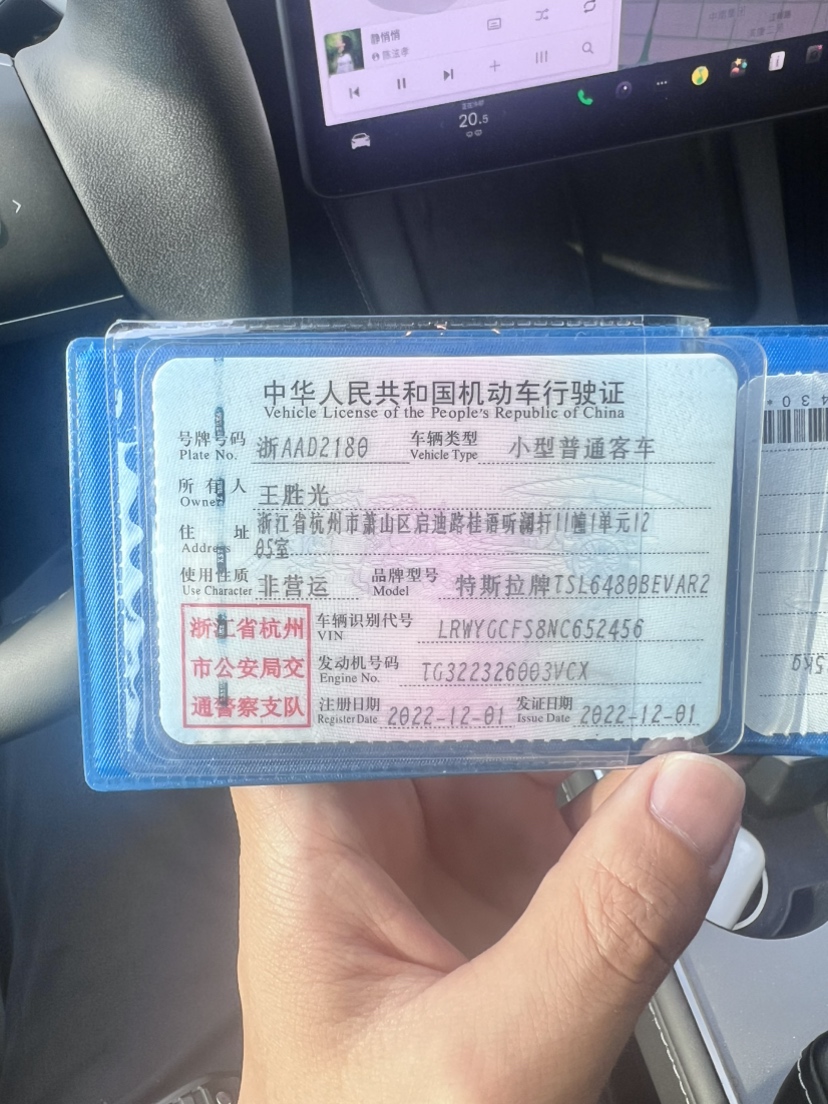 静悄悄
陈泫孝
20.5
中华人民共和国机动车行驶证
Vehicle License of the People's Republic of China
号牌号码 浙AAD2180 车辆类型 小型普通客车
Plate No. Vehicle Type
所有人 王胜光
Owner
住址 浙江省杭州市萧山区启迪路桂语听澜轩11幢1单元12
Address 05室
使用性质 非营运 品牌型号 特斯拉牌TSL6480BEVAR2
Use Character Model
浙江省杭州
市公安局交
通警察支队
车辆识别代号 LRWYGCFS8NC652456
VIN
发动机号码 TG322326003VCX
Engine No.
注册日期 2022-12-01 发证日期 2022-12-01
Register Date Issue Date